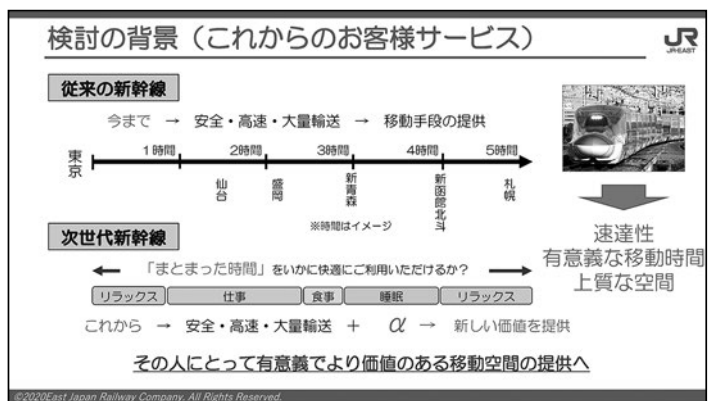 検討の背景（これからのお客様サービス）
JR
JR-EAST
従来の新幹線
今まで → 安全・高速・大量輸送 → 移動手段の提供
東京
1時間 2時間 3時間 4時間 5時間
仙台 盛岡 新青森 新函館北斗 札幌
※時間はイメージ
速達性
有意義な移動時間
上質な空間
次世代新幹線
「まとまった時間」をいかに快適にご利用いただけるか？
リラックス 仕事 食事 睡眠 リラックス
これから → 安全・高速・大量輸送 + α → 新しい価値を提供
その人にとって有意義でより価値のある移動空間の提供へ
©2020East Japan Railway Company. All Rights Reserved.